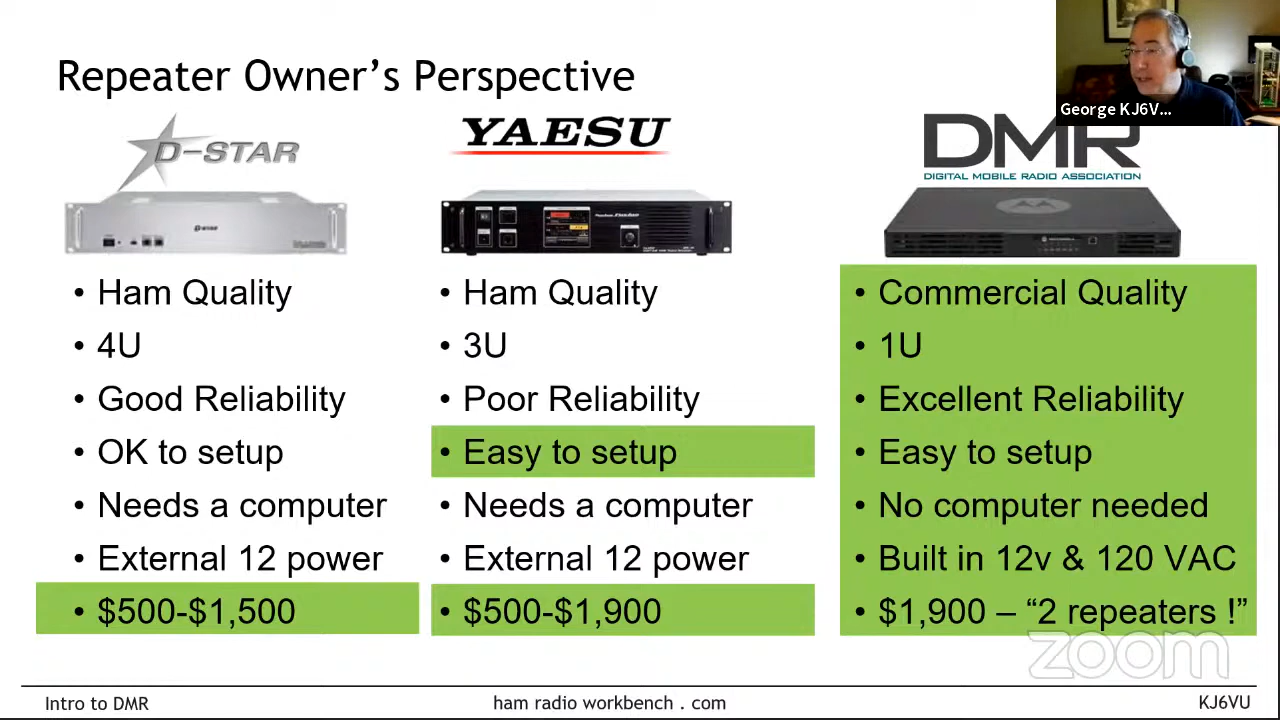 Repeater Owner's Perspective
George KJ6V...
D-STAR
YAESU
DMR
DIGITAL MOBILE RADIO ASSOCIATION
D-STAR
• Ham Quality
• 4U
• Good Reliability
• OK to setup
• Needs a computer
• External 12 power
• $500-$1,500
• Ham Quality
• 3U
• Poor Reliability
• Easy to setup
• Needs a computer
• External 12 power
• $500-$1,900
• Commercial Quality
• 1U
• Excellent Reliability
• Easy to setup
• No computer needed
• Built in 12v & 120 VAC
• $1,900 – “2 repeaters !”
zoom
Intro to DMR
ham radio workbench . com
KJ6VU